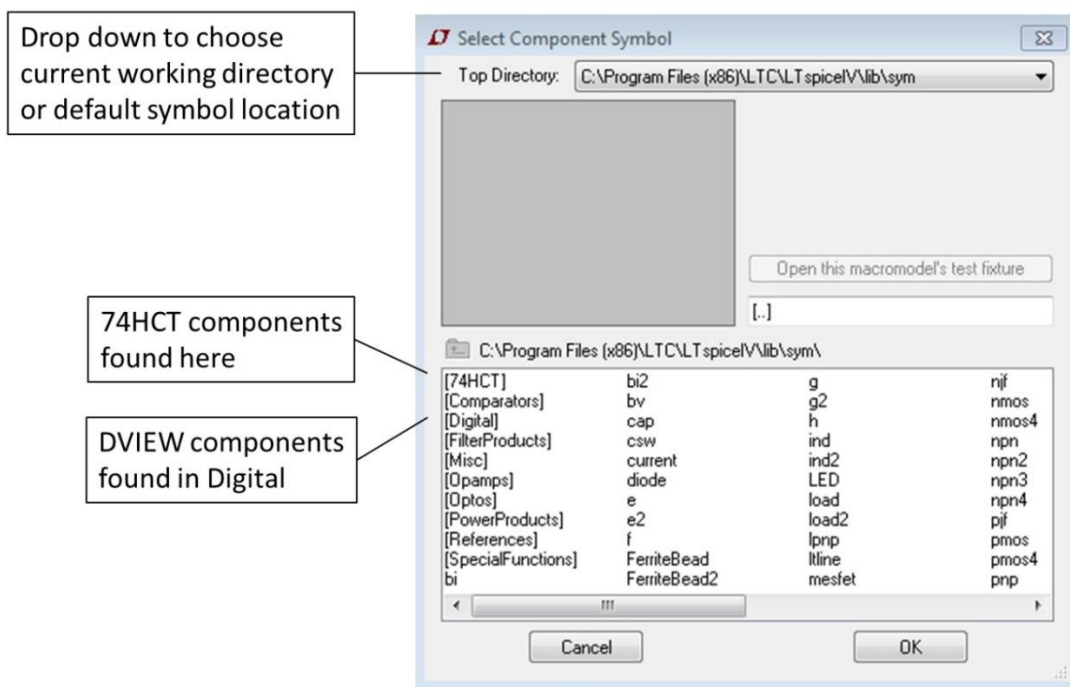 Drop down to choose
current working directory
or default symbol location
Select Component Symbol
Top Directory: C:\Program Files (x86)\LTC\LTspiceIV\lib\sym
Open this macromodel's test fixture
[..]
74HCT components
found here
DVIEW components
found in Digital
C:\Program Files (x86)\LTC\LTspiceIV\lib\sym\
[74HCT] bi2 g njf
[Comparators] bv g2 nmos
[Digital] cap h nmos4
[FilterProducts] csw ind npn
[Misc] current ind2 npn2
[Opamps] diode LED npn3
[Optos] e load npn4
[PowerProducts] e2 load2 pjf
[References] f lpnp pmos
[SpecialFunctions] FerriteBead ltline pmos4
bi FerriteBead2 mesfet pnp
Cancel OK